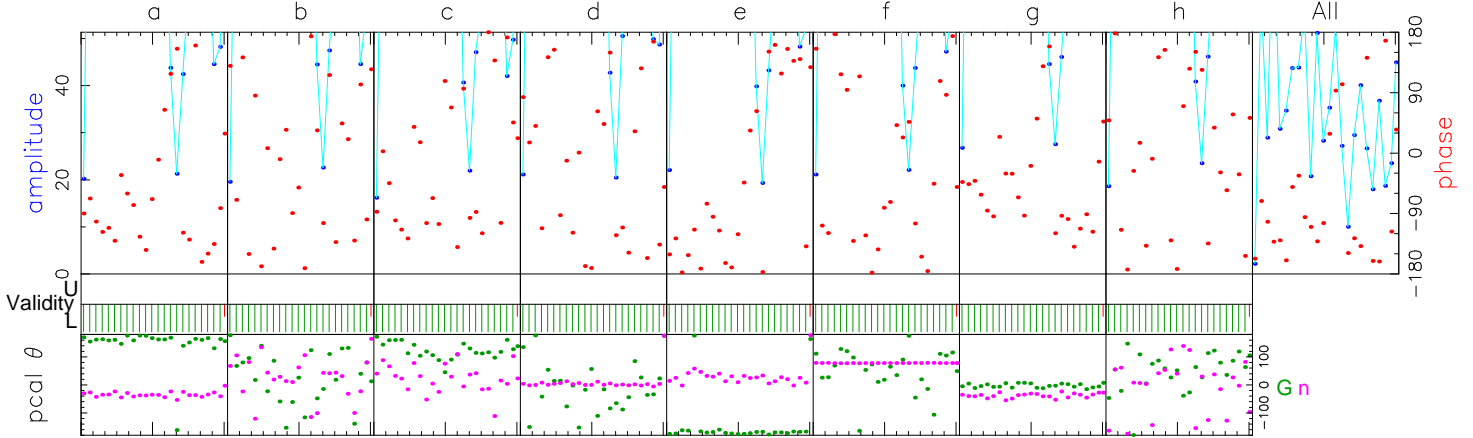 a b c d e f g h All
amplitude
40
20
0
180
90
0
−90
−180
phase
U
Validity
L
pcal θ
100
0
−100
G n